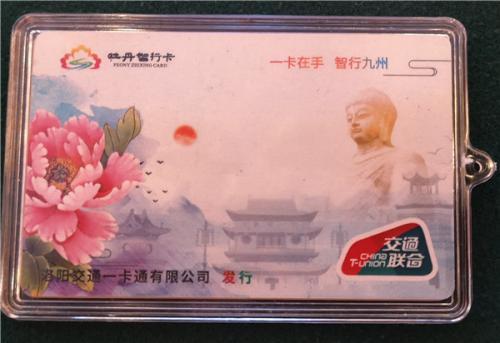 牡丹智行卡
PEONY ZHIXING CARD
一卡在手 智行九州
洛阳交通一卡通有限公司 发行
交通
CHINA
T-UNION
联合